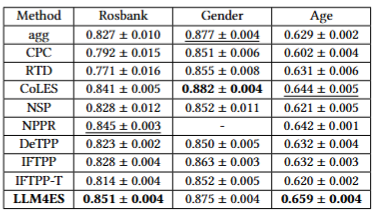 Method Rosbank Gender Age
agg 0.827 ± 0.010 0.877 ± 0.004 0.629 ± 0.002
CPC 0.792 ± 0.015 0.851 ± 0.006 0.602 ± 0.004
RTD 0.771 ± 0.016 0.855 ± 0.008 0.631 ± 0.006
CoLES 0.841 ± 0.005 0.882 ± 0.004 0.644 ± 0.005
NSP 0.828 ± 0.012 0.852 ± 0.011 0.621 ± 0.005
NPPR 0.845 ± 0.003 - 0.642 ± 0.001
DeTPP 0.823 ± 0.002 0.850 ± 0.005 0.632 ± 0.004
IFTPP 0.828 ± 0.004 0.863 ± 0.003 0.632 ± 0.003
IFTPP-T 0.814 ± 0.004 0.852 ± 0.005 0.620 ± 0.002
LLM4ES 0.851 ± 0.004 0.875 ± 0.004 0.659 ± 0.004